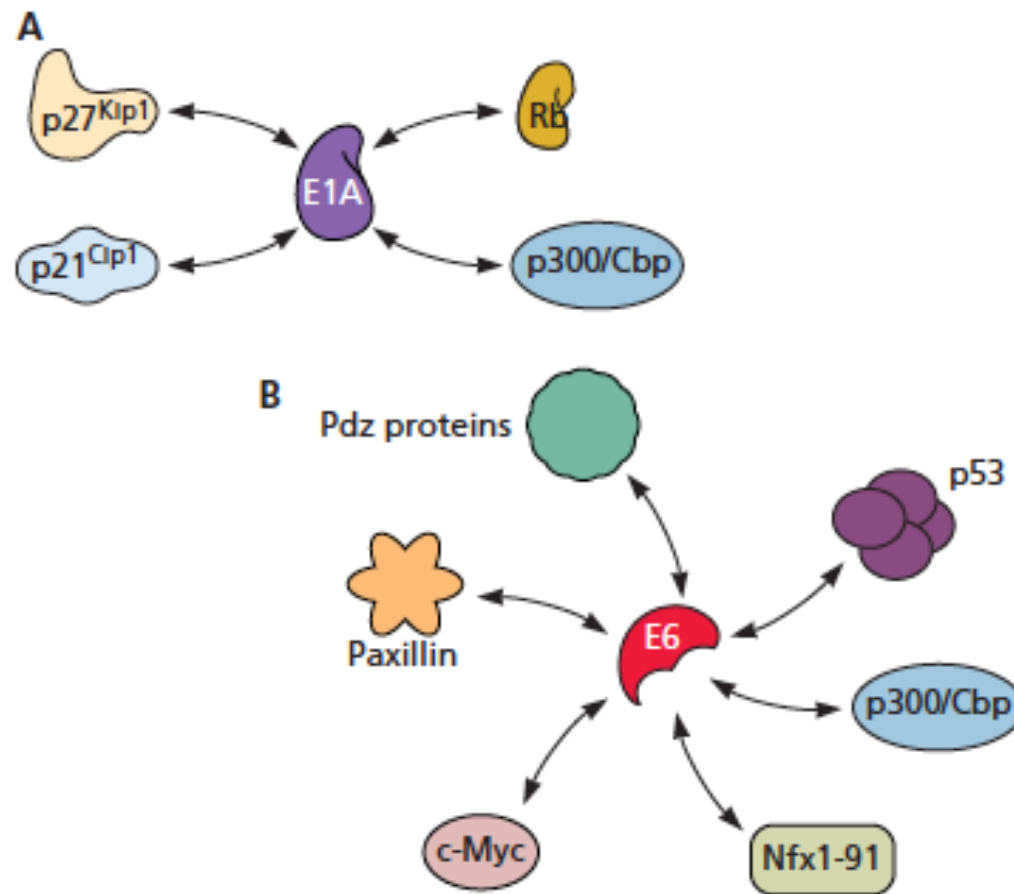 A
p27Kip1
Rb
E1A
p21Cip1
p300/Cbp
B
Pdz proteins
p53
E6
Paxillin
p300/Cbp
c-Myc
Nfx1-91